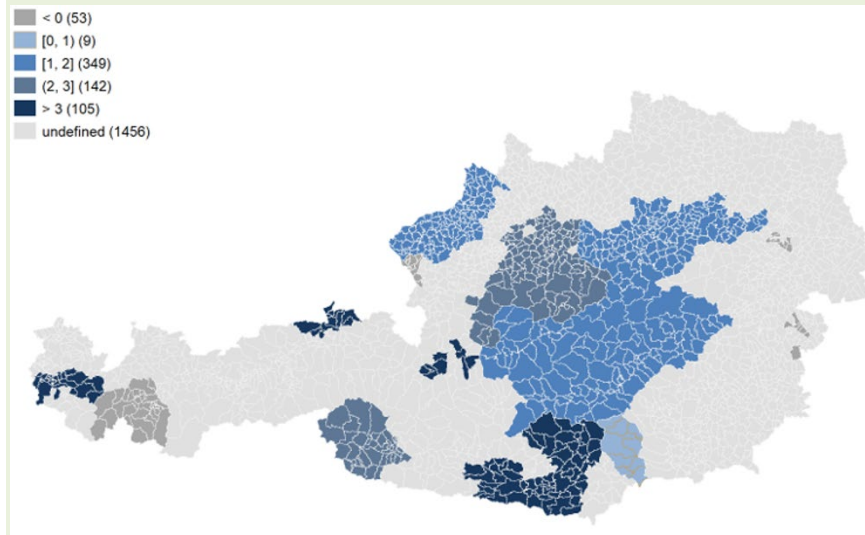 < 0 (53)
[0, 1) (9)
[1, 2] (349)
(2, 3] (142)
> 3 (105)
undefined (1456)